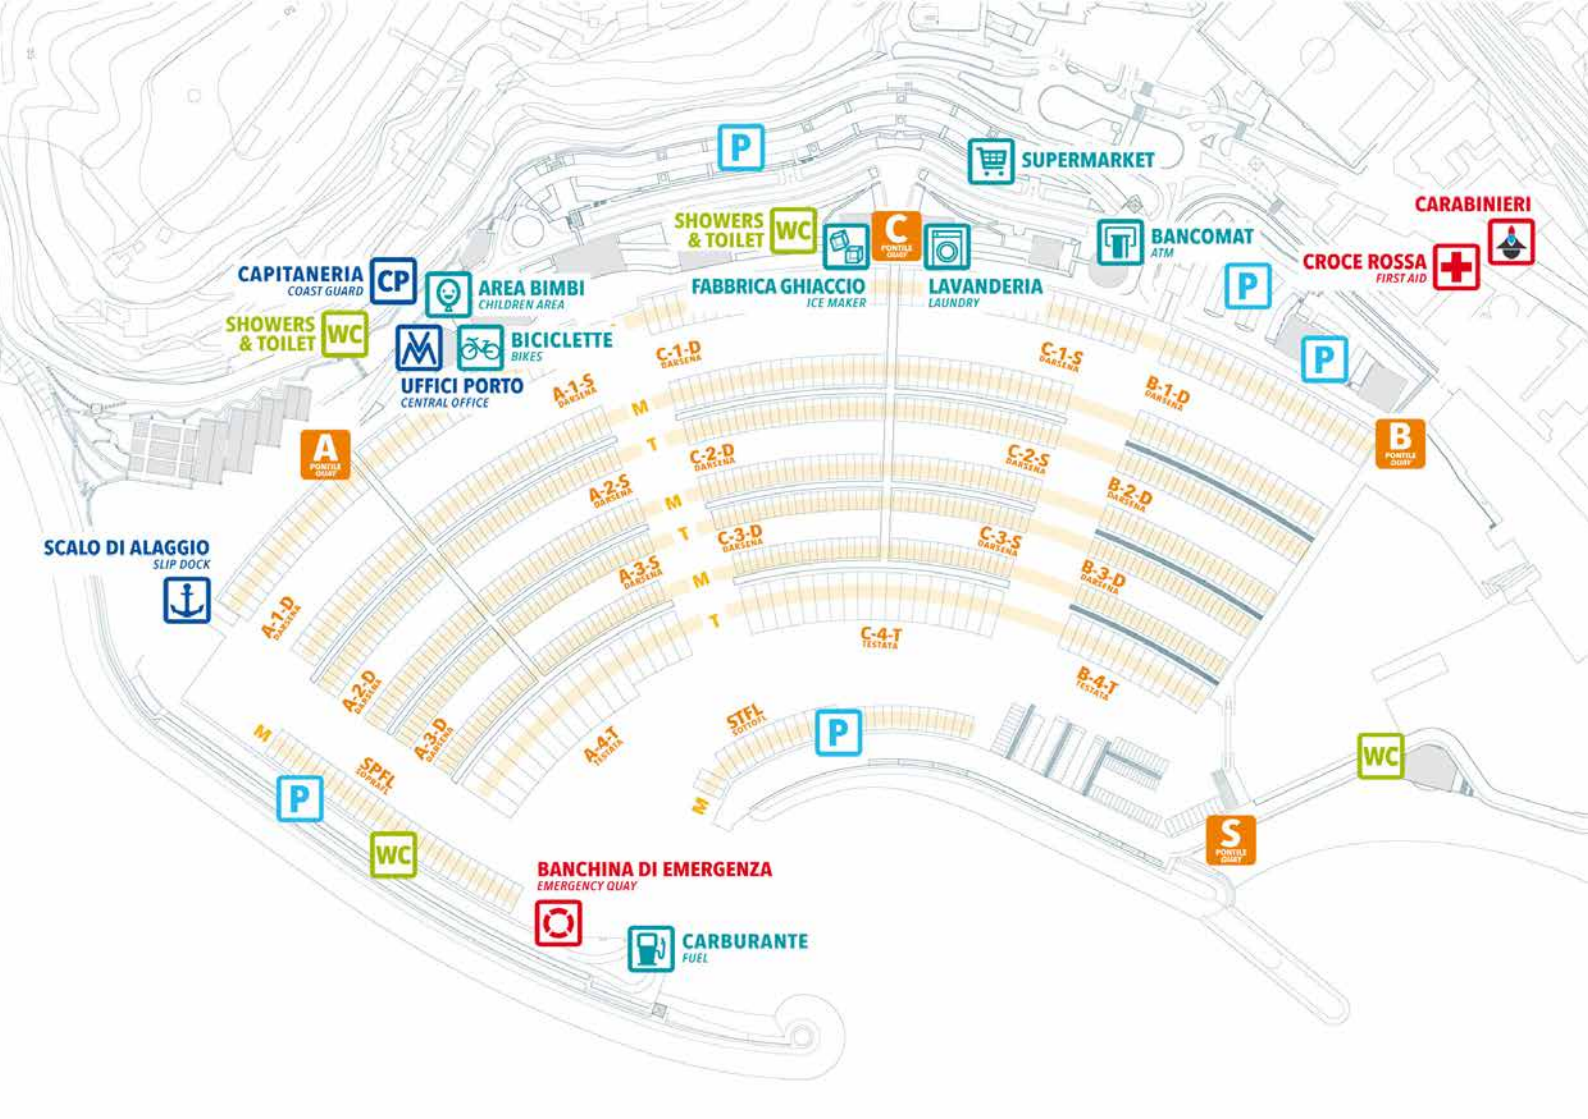 P
SUPERMARKET
CARABINIERI
SHOWERS
& TOILET
WC
C
PONTILE
QUAY
BANCOMAT
ATM
CROCE ROSSA
FIRST AID
CAPITANERIA
COAST GUARD
CP
AREA BIMBI
CHILDREN AREA
FABBRICA GHIACCIO
ICE MAKER
LAVANDERIA
LAUNDRY
P
SHOWERS
& TOILET
WC
BICICLETTE
BIKES
UFFICI PORTO
CENTRAL OFFICE
P
C-1-D
DARSENA
C-1-S
DARSENA
A-1-S
DARSENA
B-1-D
DARSENA
M
A
PONTILE
QUAY
B
PONTILE
QUAY
T
C-2-D
DARSENA
C-2-S
DARSENA
A-2-S
DARSENA
B-2-D
DARSENA
M
T
C-3-D
DARSENA
C-3-S
DARSENA
SCALO DI ALAGGIO
SLIP DOCK
A-3-S
DARSENA
M
B-3-D
DARSENA
A-1-D
DARSENA
T
C-4-T
TESTATA
A-2-D
DARSENA
B-4-T
TESTATA
M
A-3-D
DARSENA
A-4-T
TESTATA
STFL
SOTTOFL
P
WC
SPFL
SOPRAFL
P
M
S
PONTILE
QUAY
WC
BANCHINA DI EMERGENZA
EMERGENCY QUAY
CARBURANTE
FUEL